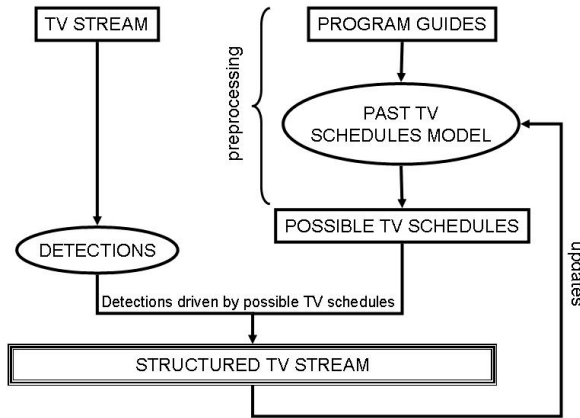 TV STREAM
PROGRAM GUIDES
preprocessing
PAST TV
SCHEDULES MODEL
POSSIBLE TV SCHEDULES
DETECTIONS
updates
Detections driven by possible TV schedules
STRUCTURED TV STREAM